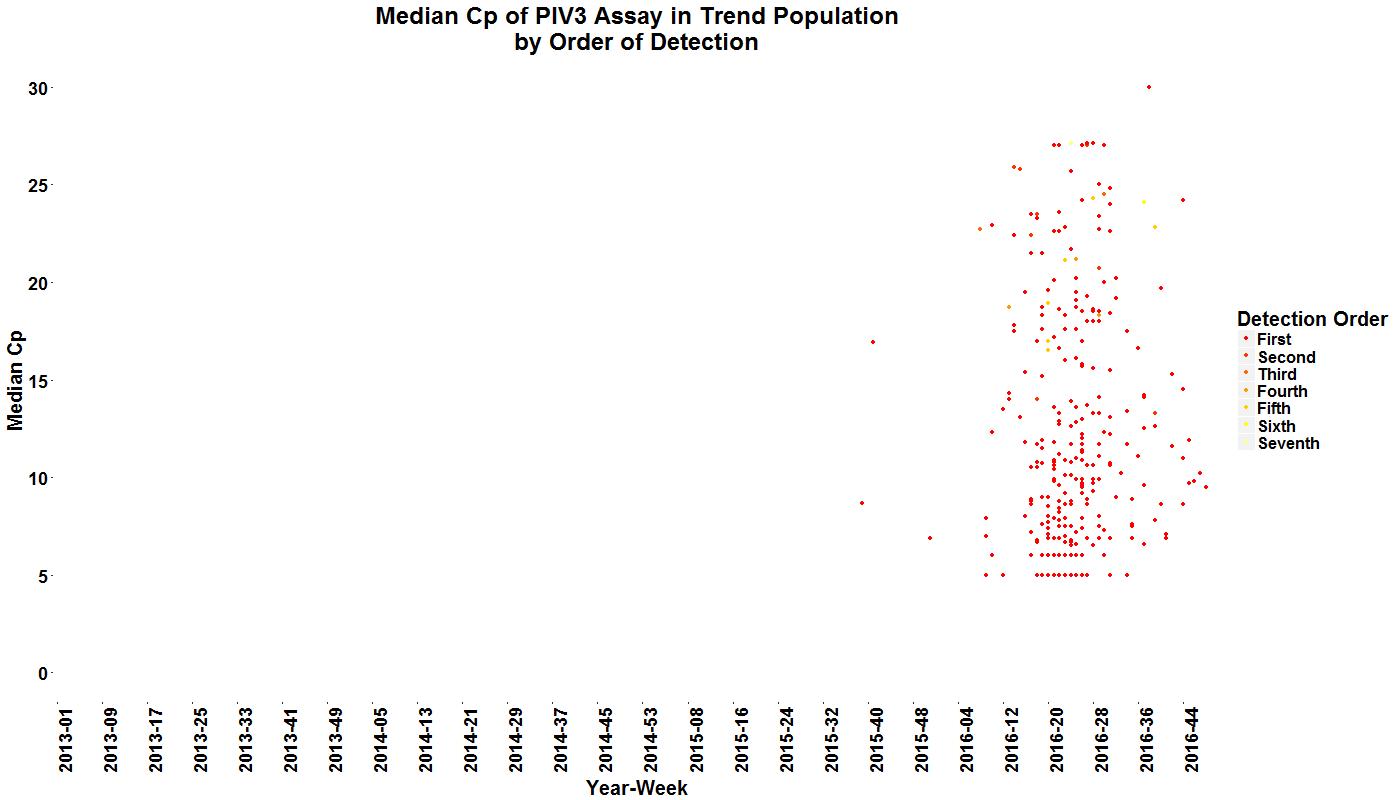 Median Cp of PIV3 Assay in Trend Population
by Order of Detection
30
25
20
15
10
5
0
Median Cp
2013-01
2013-09
2013-17
2013-25
2013-33
2013-41
2013-49
2014-05
2014-13
2014-21
2014-29
2014-37
2014-45
2014-53
2015-08
2015-16
2015-24
2015-32
2015-40
2015-48
2016-04
2016-12
2016-20
2016-28
2016-36
2016-44
Year-Week
Detection Order
First
Second
Third
Fourth
Fifth
Sixth
Seventh